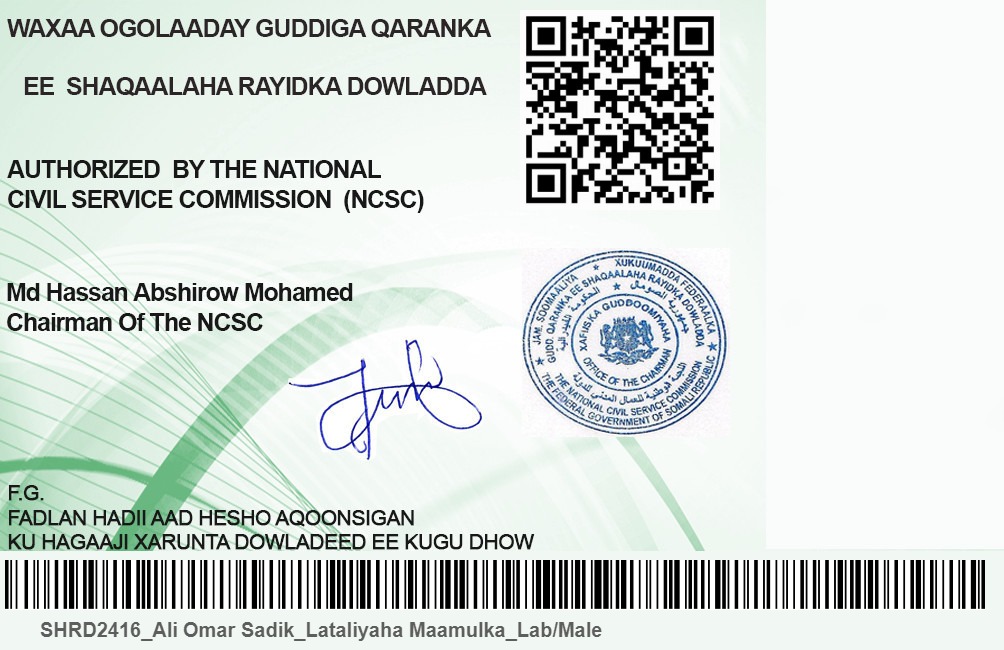 WAXAA OGOLAADAY GUDDIGA QARANKA
EE SHAQAALAHA RAYIDKA DOWLADDA
AUTHORIZED BY THE NATIONAL
CIVIL SERVICE COMMISSION (NCSC)
Md Hassan Abshirow Mohamed
Chairman Of The NCSC
XUKUUMADDA FEDERAALKA
JAM. SOOMAALIYA
GUDD. QARANKA EE SHAQAALAHA RAYIDKA DOWLADDA
جمهورية الصومال
XAFIISKA GUDDOOMIYAHA
OFFICE OF THE CHAIRMAN
THE NATIONAL CIVIL SERVICE COMMISSION
THE FEDERAL GOVERNMENT OF SOMALI REPUBLIC
F.G.
FADLAN HADII AAD HESHO AQOONSIGAN
KU HAGAAJI XARUNTA DOWLADEED EE KUGU DHOW
SHRD2416_Ali Omar Sadik_Lataliyaha Maamulka_Lab/Male